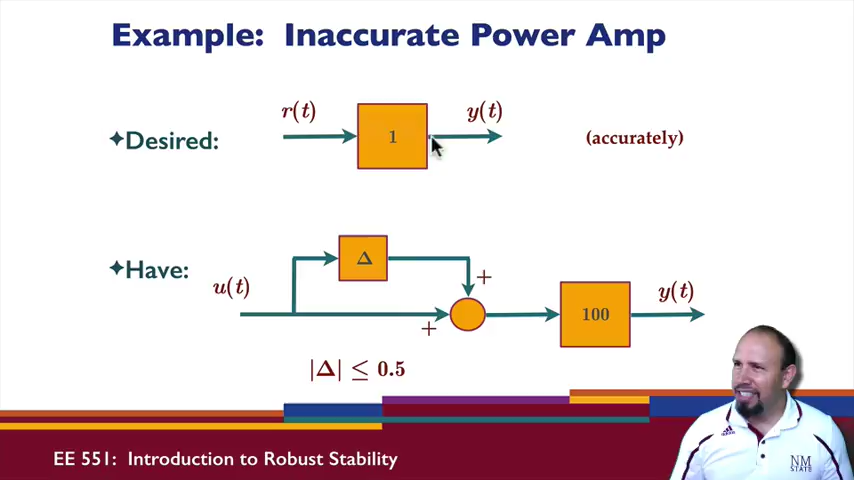 Example: Inaccurate Power Amp
r(t)
y(t)
✦Desired:
1
(accurately)
Δ
✦Have:
u(t)
+
y(t)
+
100
|Δ| ≤ 0.5
EE 551: Introduction to Robust Stability
NM
STATE